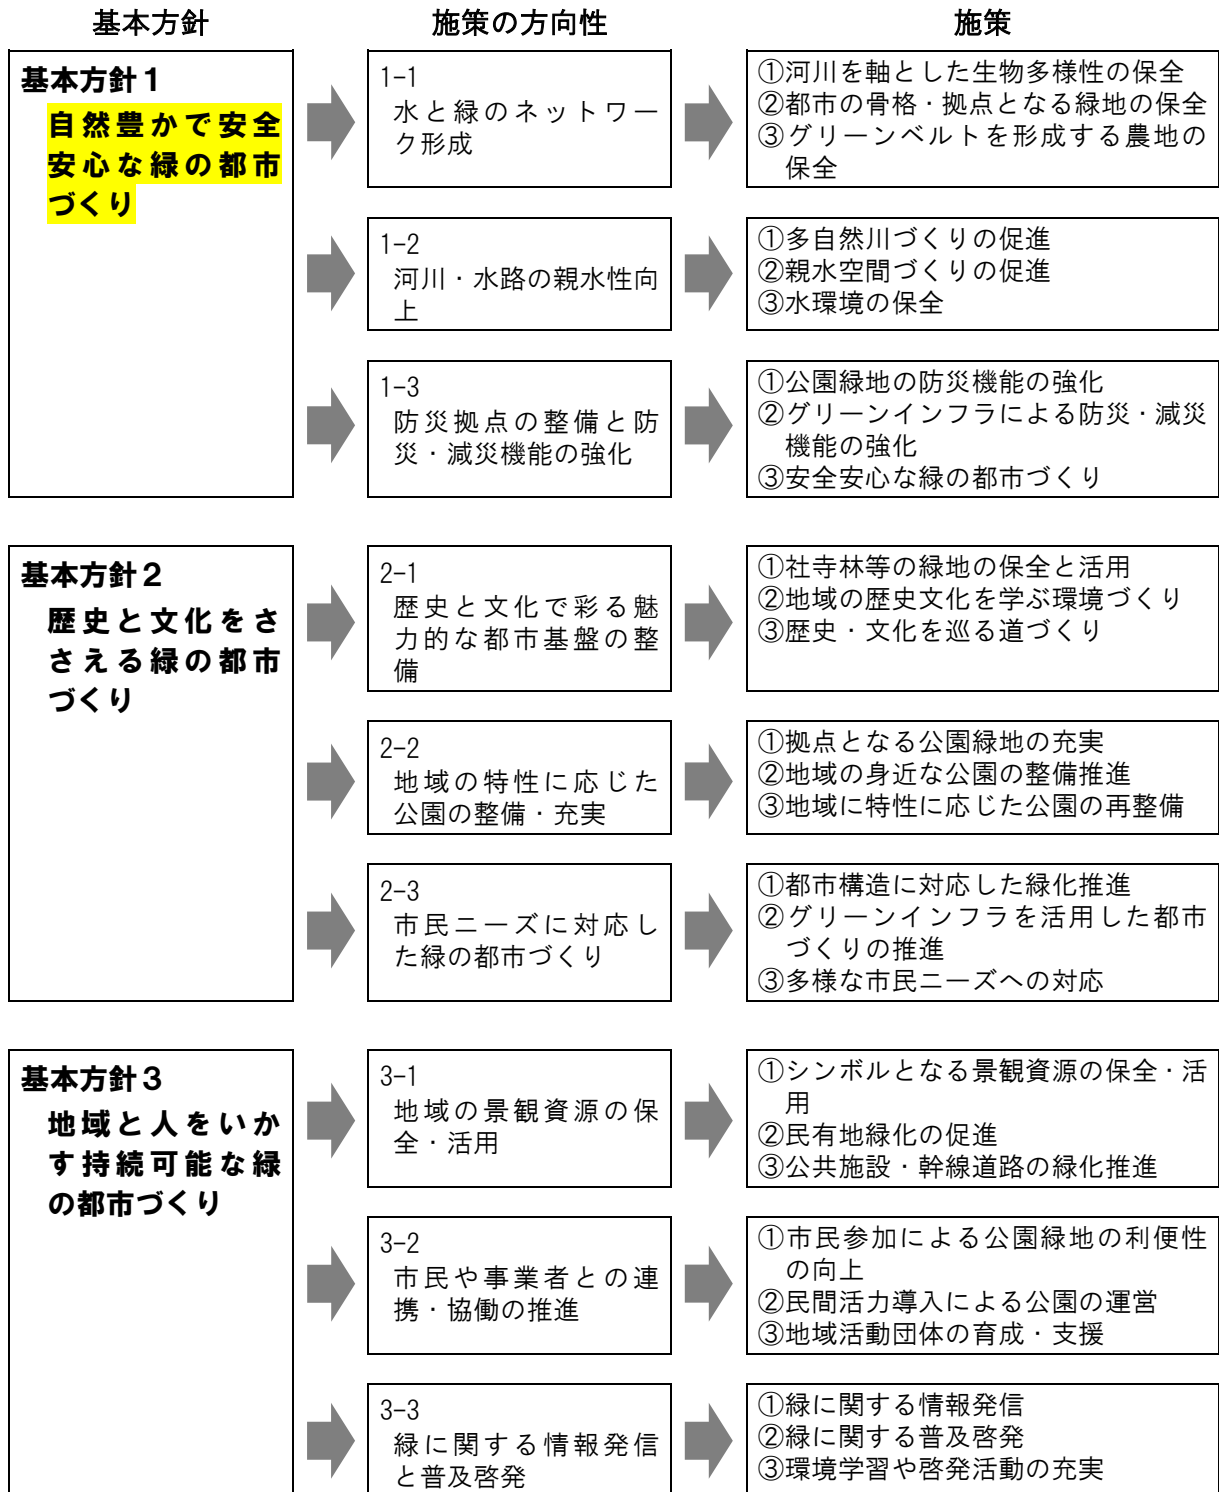 基本方針
施策の方向性
施策
基本方針1
自然豊かで安全
安心な緑の都市
づくり
1-1
水と緑のネットワー
ク形成
①河川を軸とした生物多様性の保全
②都市の骨格・拠点となる緑地の保全
③グリーンベルトを形成する農地の
保全
1-2
河川・水路の親水性向
上
①多自然川づくりの促進
②親水空間づくりの促進
③水環境の保全
1-3
防災拠点の整備と防
災・減災機能の強化
①公園緑地の防災機能の強化
②グリーンインフラによる防災・減災
機能の強化
③安全安心な緑の都市づくり
基本方針2
歴史と文化をさ
さえる緑の都市
づくり
2-1
歴史と文化で彩る魅
力的な都市基盤の整
備
①社寺林等の緑地の保全と活用
②地域の歴史文化を学ぶ環境づくり
③歴史・文化を巡る道づくり
2-2
地域の特性に応じた
公園の整備・充実
①拠点となる公園緑地の充実
②地域の身近な公園の整備推進
③地域に特性に応じた公園の再整備
2-3
市民ニーズに対応し
た緑の都市づくり
①都市構造に対応した緑化推進
②グリーンインフラを活用した都市
づくりの推進
③多様な市民ニーズへの対応
基本方針3
地域と人をいか
す持続可能な緑
の都市づくり
3-1
地域の景観資源の保
全・活用
①シンボルとなる景観資源の保全・活
用
②民有地緑化の促進
③公共施設・幹線道路の緑化推進
3-2
市民や事業者との連
携・協働の推進
①市民参加による公園緑地の利便性
の向上
②民間活力導入による公園の運営
③地域活動団体の育成・支援
3-3
緑に関する情報発信
と普及啓発
①緑に関する情報発信
②緑に関する普及啓発
③環境学習や啓発活動の充実